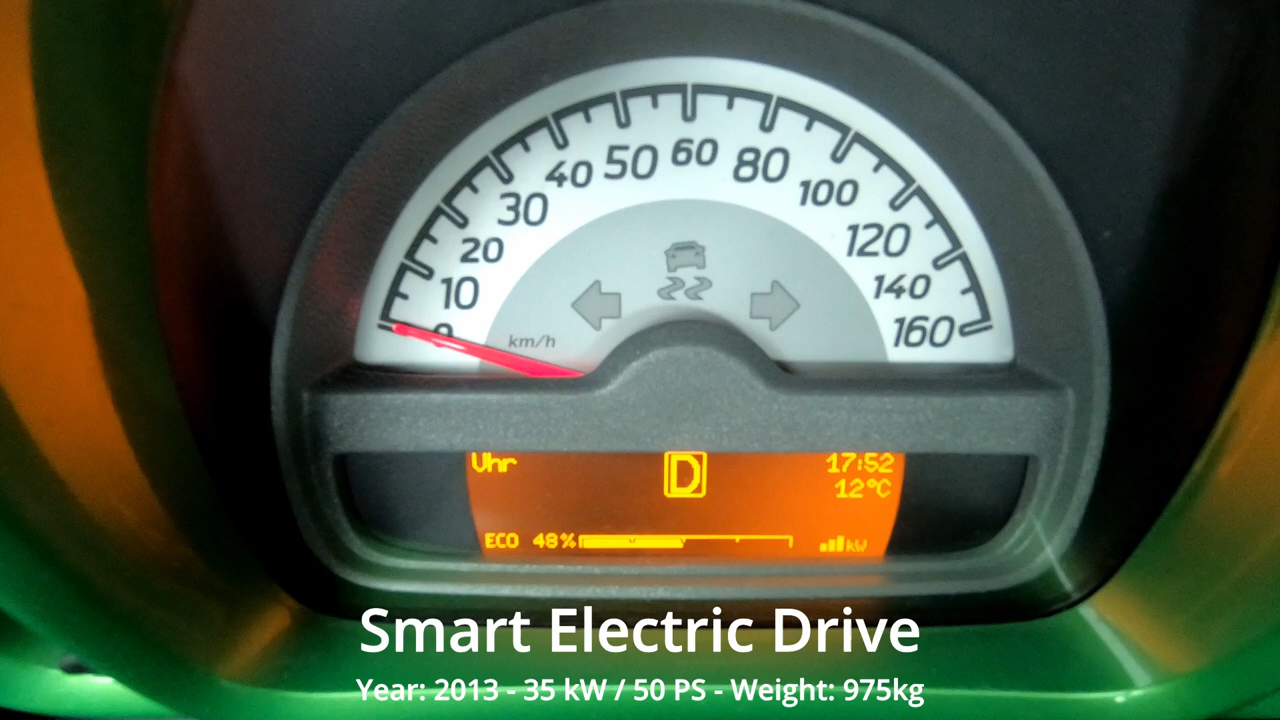 60
50 80
40 100
30 120
20 140
10 160
0 km/h
Uhr D 17:52
12°C
ECO 48% kW
Smart Electric Drive
Year: 2013 - 35 kW / 50 PS - Weight: 975kg